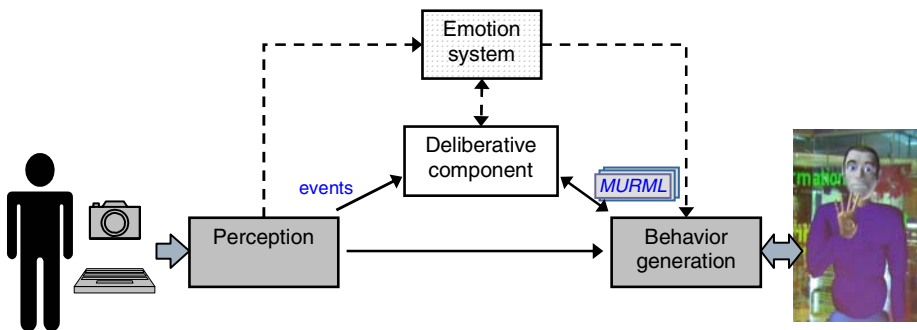 Emotion
system
Deliberative
component
events
MURML
Perception
Behavior
generation